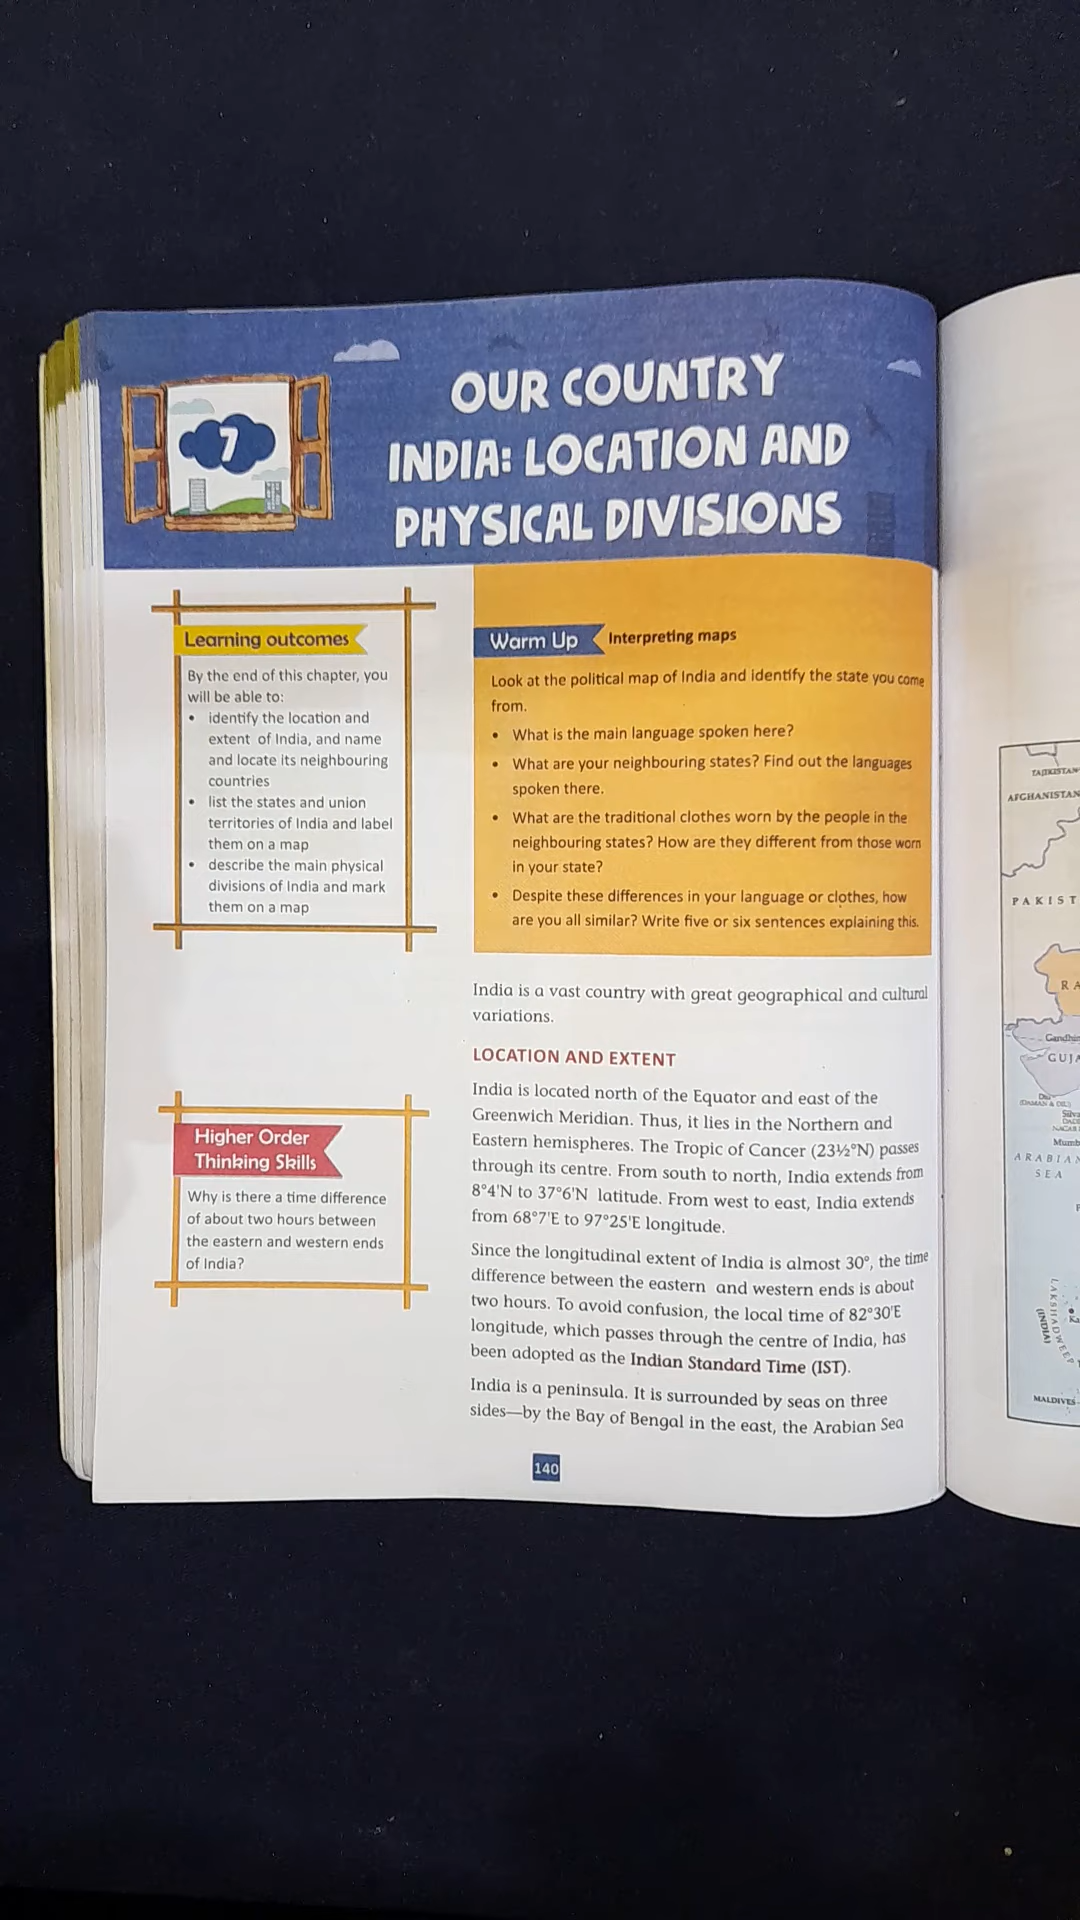 7
OUR COUNTRY
INDIA: LOCATION AND
PHYSICAL DIVISIONS
Learning outcomes
By the end of this chapter, you
will be able to:
• identify the location and
extent of India, and name
and locate its neighbouring
countries
• list the states and union
territories of India and label
them on a map
• describe the main physical
divisions of India and mark
them on a map
Warm Up
Interpreting maps
Look at the political map of India and identify the state you come
from.
• What is the main language spoken here?
• What are your neighbouring states? Find out the languages
spoken there.
• What are the traditional clothes worn by the people in the
neighbouring states? How are they different from those worn
in your state?
• Despite these differences in your language or clothes, how
are you all similar? Write five or six sentences explaining this.
India is a vast country with great geographical and cultural
variations.
LOCATION AND EXTENT
India is located north of the Equator and east of the
Greenwich Meridian. Thus, it lies in the Northern and
Eastern hemispheres. The Tropic of Cancer (23½°N) passes
through its centre. From south to north, India extends from
8°4'N to 37°6'N latitude. From west to east, India extends
from 68°7'E to 97°25'E longitude.
Higher Order
Thinking Skills
Why is there a time difference
of about two hours between
the eastern and western ends
of India?
Since the longitudinal extent of India is almost 30°, the time
difference between the eastern and western ends is about
two hours. To avoid confusion, the local time of 82°30'E
longitude, which passes through the centre of India, has
been adopted as the Indian Standard Time (IST).
India is a peninsula. It is surrounded by seas on three
sides—by the Bay of Bengal in the east, the Arabian Sea
140
TAJIKISTAN
AFGHANISTAN
PAKIST
RA
Gandhi
GUJA
Diu
(DAMAN & DIU)
Silva
Mumb
ARABIAN
SEA
LAKSHADWEEP
(INDIA)
Ka
MALDIVES